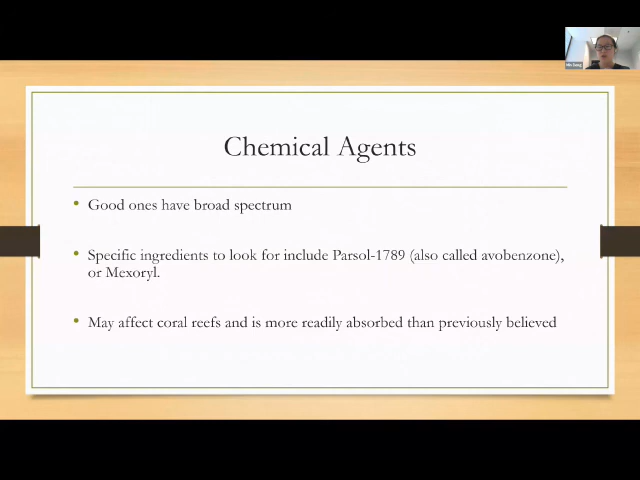 Chemical Agents
• Good ones have broad spectrum
• Specific ingredients to look for include Parsol-1789 (also called avobenzone),
or Mexoryl.
• May affect coral reefs and is more readily absorbed than previously believed